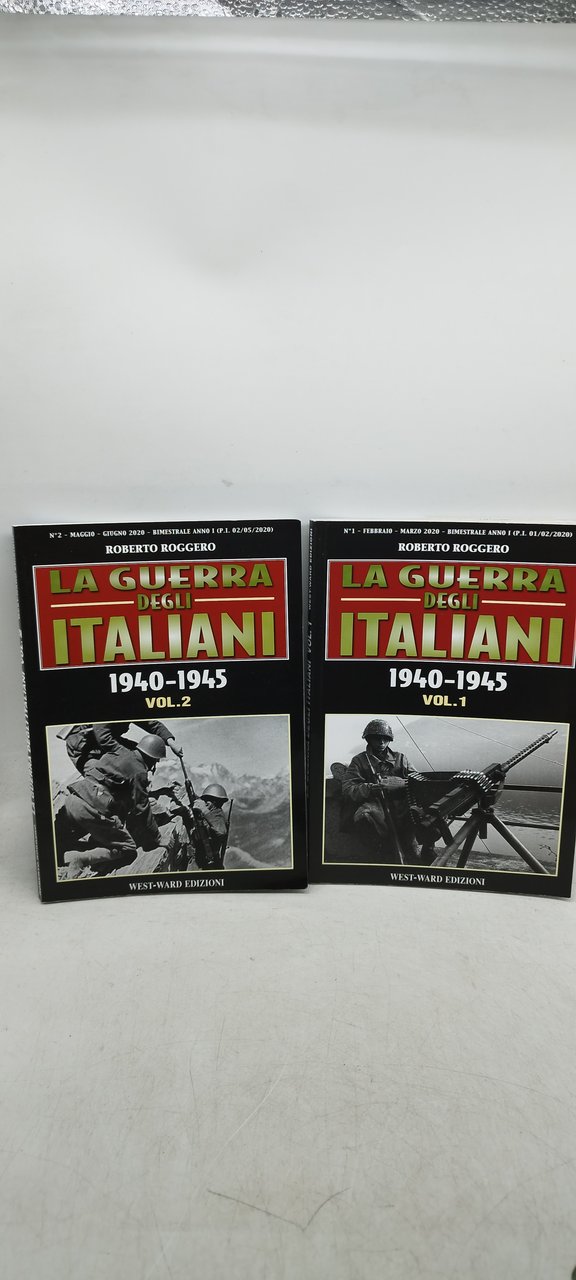 N°2 - MAGGIO - GIUGNO 2020 - BIMESTRALE ANNO I (P.I. 02/05/2020)
ROBERTO ROGGERO
LA GUERRA
DEGLI
ITALIANI
1940-1945
VOL.2
WEST-WARD EDIZIONI
N°1 - FEBBRAIO - MARZO 2020 - BIMESTRALE ANNO I (P.I. 01/02/2020)
ROBERTO ROGGERO
LA GUERRA
DEGLI
ITALIANI
1940-1945
VOL.1
WEST-WARD EDIZIONI